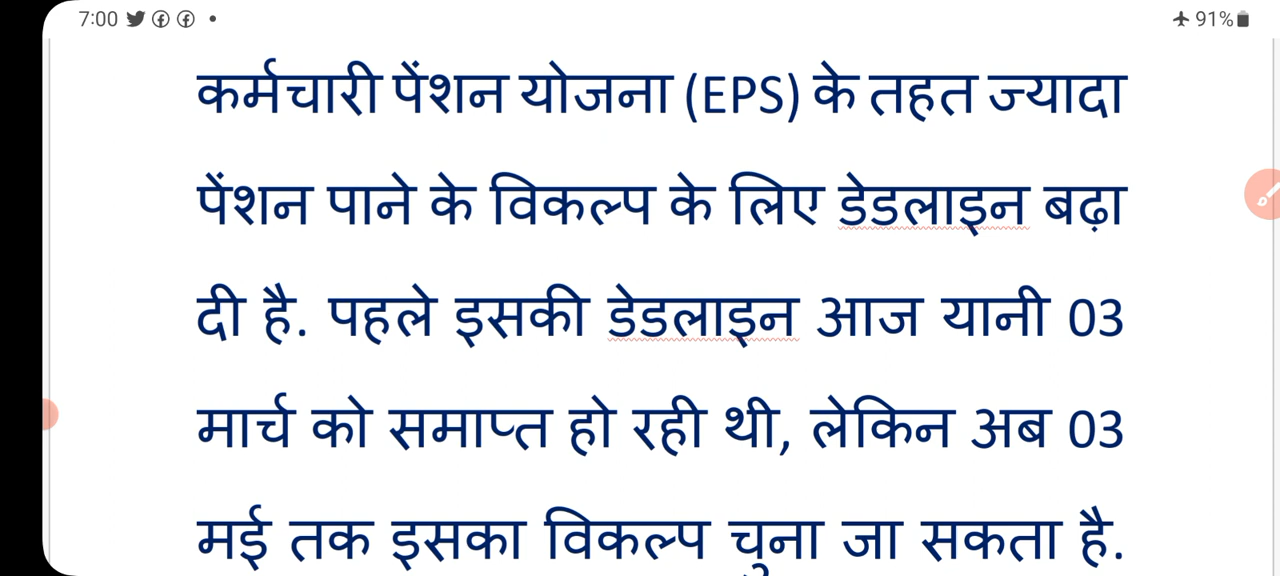 7:00
91%
कर्मचारी पेंशन योजना (EPS) के तहत ज्यादा
पेंशन पाने के विकल्प के लिए डेडलाइन बढ़ा
दी है. पहले इसकी डेडलाइन आज यानी 03
मार्च को समाप्त हो रही थी, लेकिन अब 03
मई तक इसका विकल्प चुना जा सकता है.